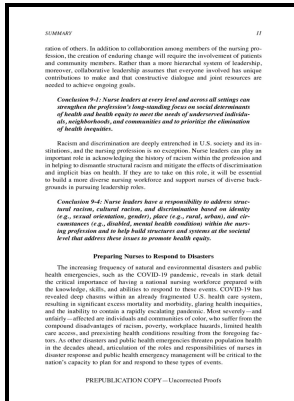 SUMMARY 11
ration of others. In addition to collaboration among members of the nursing pro-
fession, the creation of enduring change will require the involvement of patients
and community members. Rather than a more hierarchal system of leadership,
moreover, collaborative leadership assumes that everyone involved has unique
contributions to make and that constructive dialogue and joint resources are
needed to achieve ongoing goals.
Conclusion 9-1: Nurse leaders at every level and across all settings can
strengthen the profession's long-standing focus on social determinants
of health and health equity to meet the needs of underserved individu-
als, neighborhoods, and communities and to prioritize the elimination
of health inequities.
Racism and discrimination are deeply entrenched in U.S. society and its in-
stitutions, and the nursing profession is no exception. Nurse leaders can play an
important role in acknowledging the history of racism within the profession and
in helping to dismantle structural racism and mitigate the effects of discrimination
and implicit bias on health. If they are to take on this role, it will be essential
to build a more diverse nursing workforce and support nurses of diverse back-
grounds in pursuing leadership roles.
Conclusion 9-4: Nurse leaders have a responsibility to address struc-
tural racism, cultural racism, and discrimination based on identity
(e.g., sexual orientation, gender), place (e.g., rural, urban), and cir-
cumstances (e.g., disabled, mental health condition) within the nurs-
ing profession and to help build structures and systems at the societal
level that address these issues to promote health equity.
Preparing Nurses to Respond to Disasters
The increasing frequency of natural and environmental disasters and public
health emergencies, such as the COVID-19 pandemic, reveals in stark detail
the critical importance of having a national nursing workforce prepared with
the knowledge, skills, and abilities to respond to these events. COVID-19 has
revealed deep chasms within an already fragmented U.S. health care system,
resulting in significant excess mortality and morbidity, glaring health inequities,
and the inability to contain a rapidly escalating pandemic. Most severely—and
unfairly—affected are individuals and communities of color, who suffer from the
compound disadvantages of racism, poverty, workplace hazards, limited health
care access, and preexisting health conditions resulting from the foregoing fac-
tors. As other disasters and public health emergencies threaten population health
in the decades ahead, articulation of the roles and responsibilities of nurses in
disaster response and public health emergency management will be critical to the
nation's capacity to plan for and respond to these types of events.
PREPUBLICATION COPY—Uncorrected Proofs